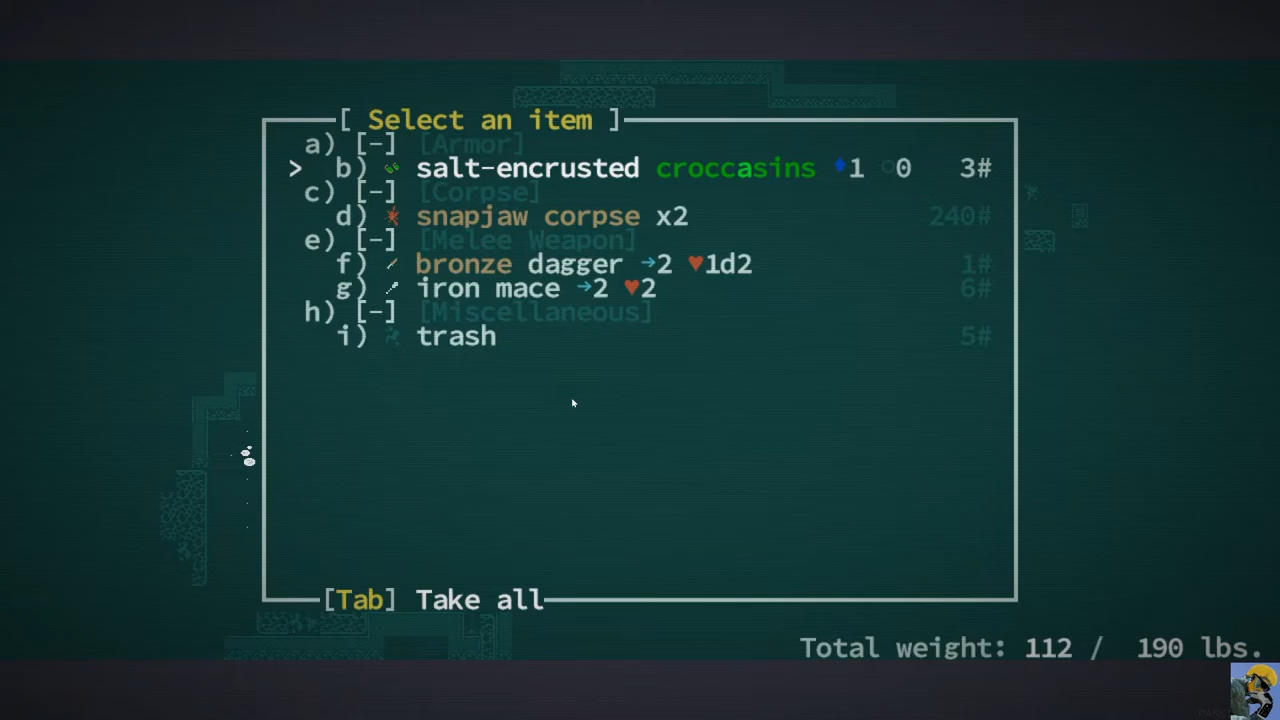 [ Select an item ]
a) [-] [Armor]
> b) salt-encrusted croccasins ♦1 ○0 3#
c) [-] [Corpse]
d) snapjaw corpse x2 240#
e) [-] [Melee Weapon]
f) bronze dagger →2 ♥1d2 1#
g) iron mace →2 ♥2 6#
h) [-] [Miscellaneous]
i) trash 5#
[Tab] Take all
Total weight: 112 / 190 lbs.